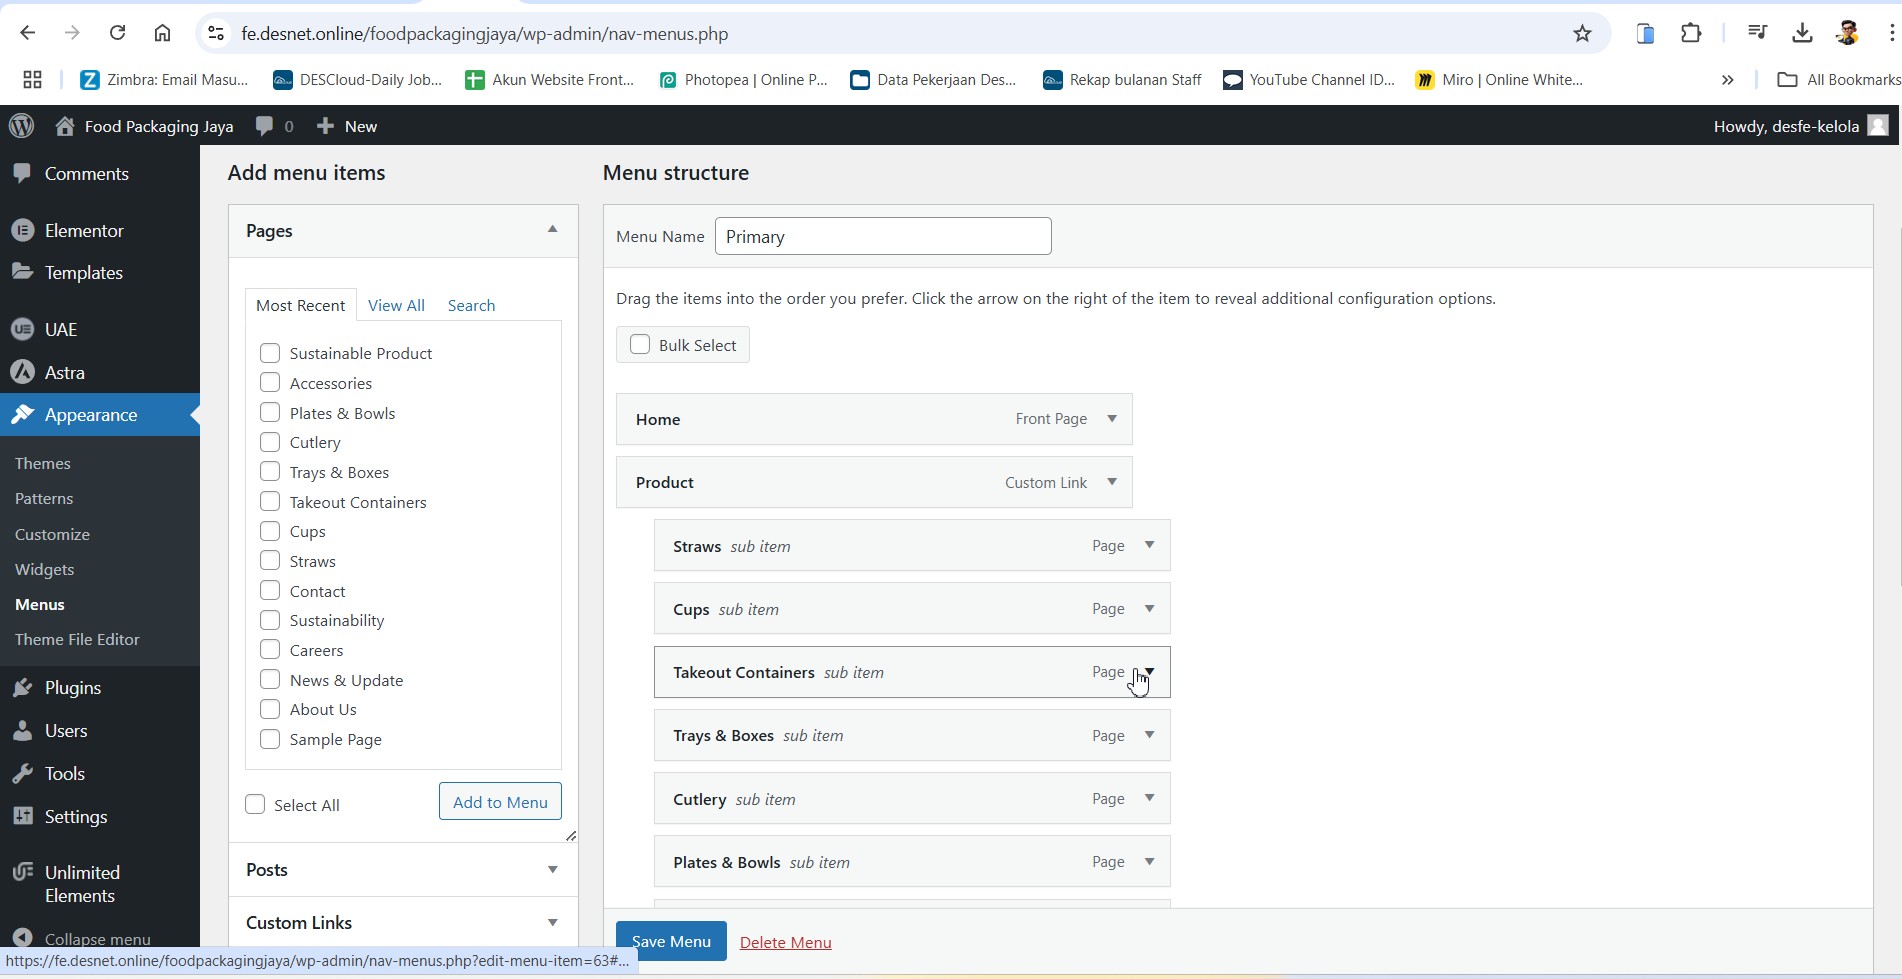 fe.desnet.online/foodpackagingjaya/wp-admin/nav-menus.php
Zimbra: Email Masu...
DESCloud-Daily Job...
Akun Website Front...
Photopea | Online P...
Data Pekerjaan Des...
Rekap bulanan Staff
YouTube Channel ID...
Miro | Online White...
»
All Bookmarks
Food Packaging Jaya
0
New
Howdy, desfe-kelola
Comments
Elementor
Templates
UAE
Astra
Appearance
Themes
Patterns
Customize
Widgets
Menus
Theme File Editor
Plugins
Users
Tools
Settings
Unlimited
Elements
Collapse menu
Add menu items
Pages
Most Recent
View All
Search
Sustainable Product
Accessories
Plates & Bowls
Cutlery
Trays & Boxes
Takeout Containers
Cups
Straws
Contact
Sustainability
Careers
News & Update
About Us
Sample Page
Select All
Add to Menu
Posts
Custom Links
Menu structure
Menu Name
Primary
Drag the items into the order you prefer. Click the arrow on the right of the item to reveal additional configuration options.
Bulk Select
Home Front Page
Product Custom Link
Straws sub item Page
Cups sub item Page
Takeout Containers sub item Page
Trays & Boxes sub item Page
Cutlery sub item Page
Plates & Bowls sub item Page
Save Menu
Delete Menu
https://fe.desnet.online/foodpackagingjaya/wp-admin/nav-menus.php?edit-menu-item=63#...